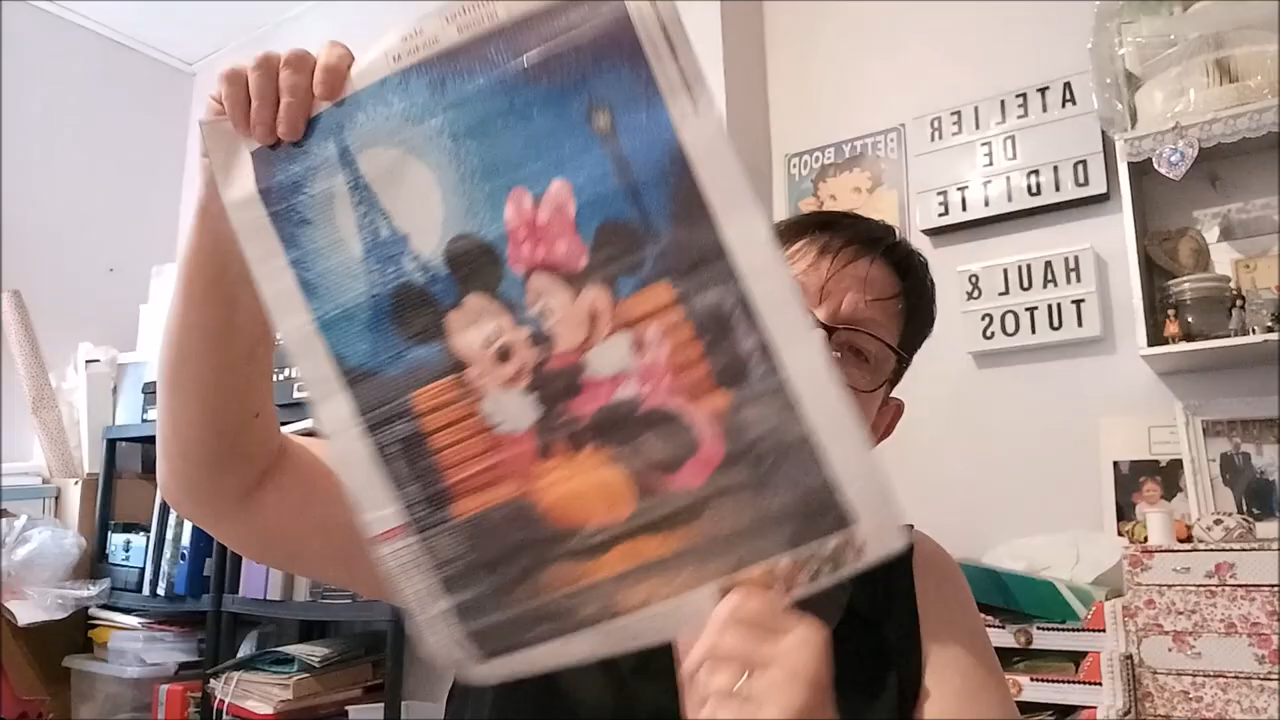 BETTY BOOP
ATELIER
DE
DIDITTE
HAUL &
TUTOS